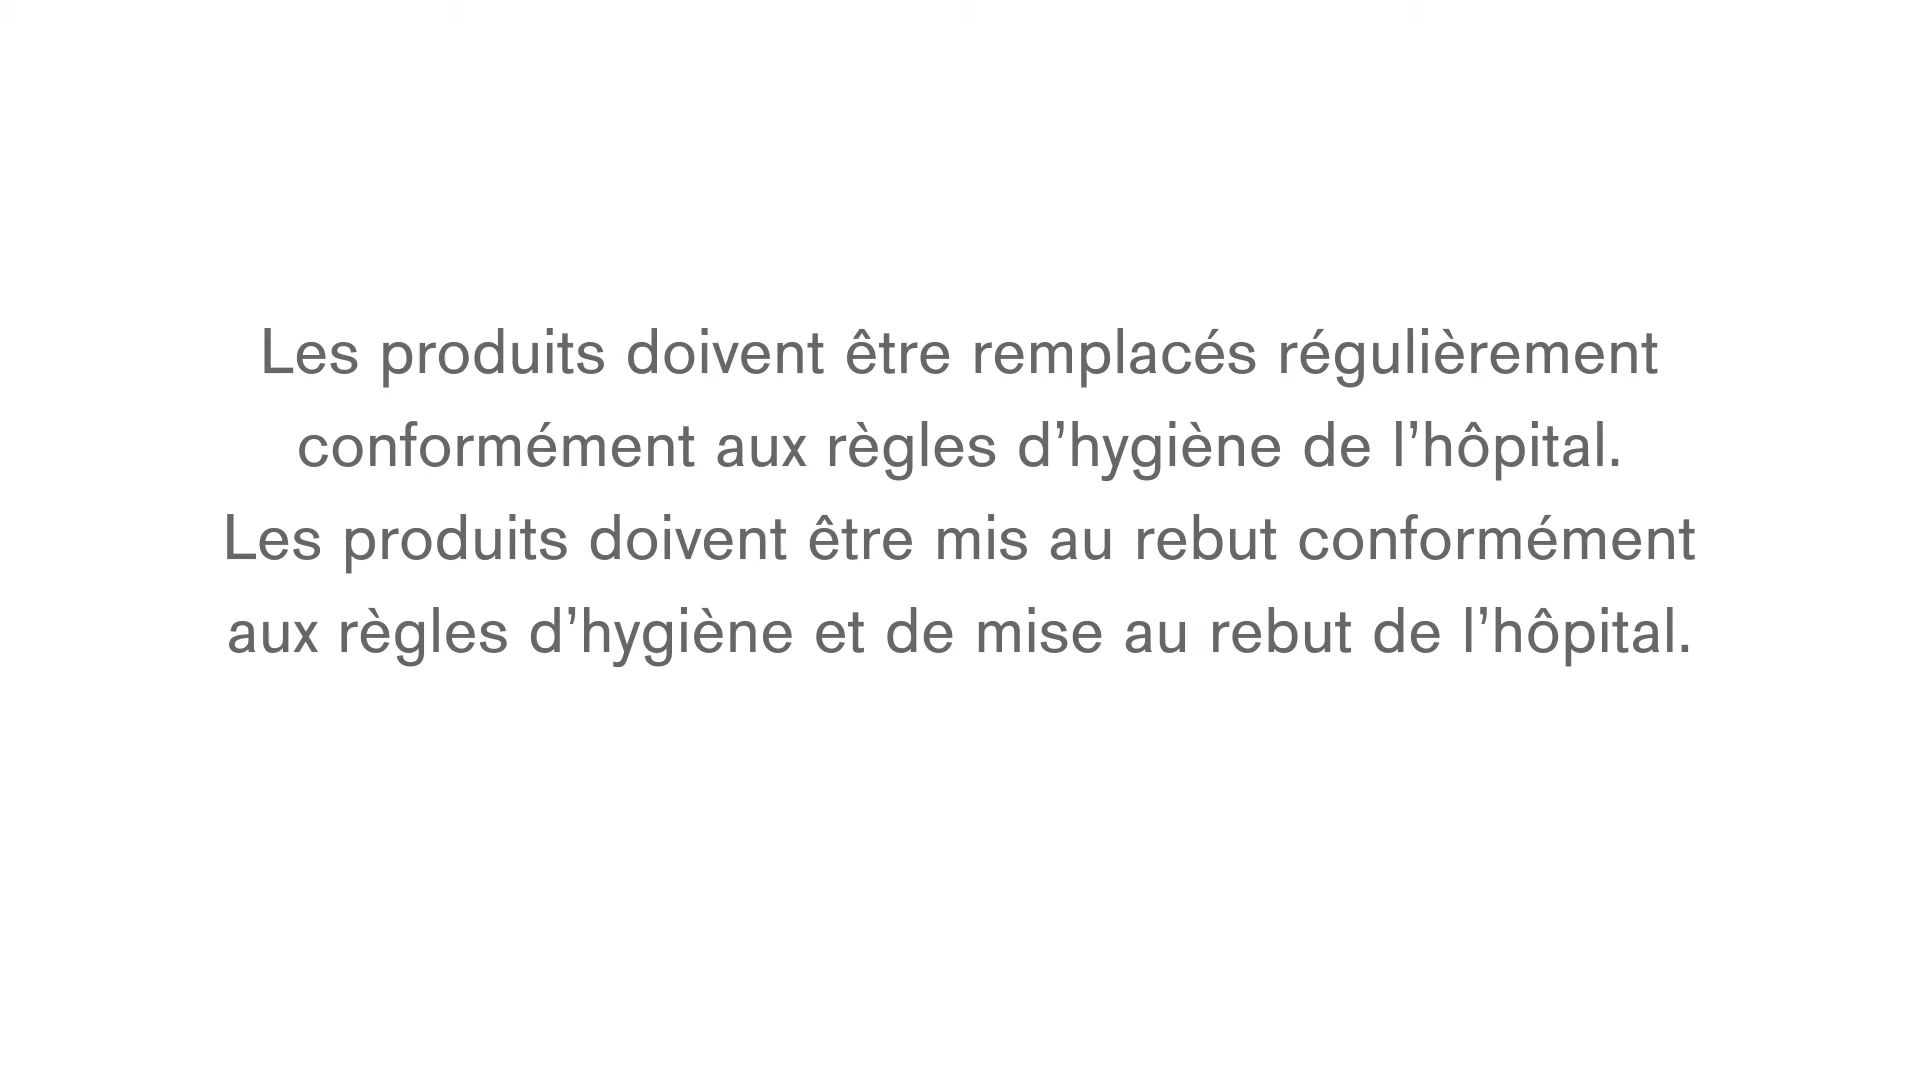 Les produits doivent être remplacés régulièrement
conformément aux règles d’hygiène de l’hôpital.
Les produits doivent être mis au rebut conformément
aux règles d’hygiène et de mise au rebut de l’hôpital.